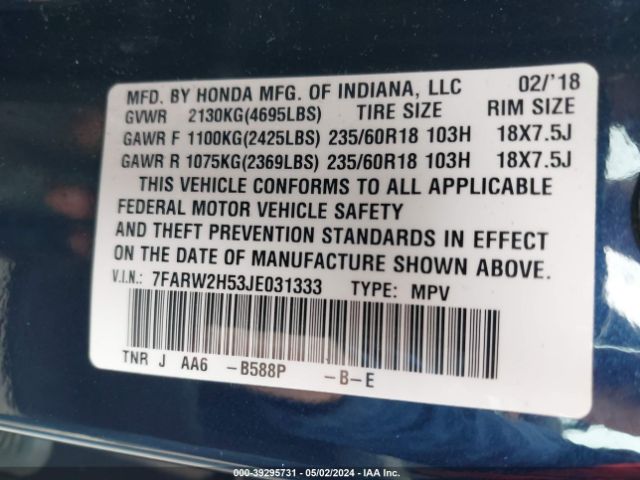 MFD. BY HONDA MFG. OF INDIANA, LLC 02/'18
GVWR 2130KG(4695LBS) TIRE SIZE RIM SIZE
GAWR F 1100KG(2425LBS) 235/60R18 103H 18X7.5J
GAWR R 1075KG(2369LBS) 235/60R18 103H 18X7.5J
THIS VEHICLE CONFORMS TO ALL APPLICABLE
FEDERAL MOTOR VEHICLE SAFETY
AND THEFT PREVENTION STANDARDS IN EFFECT
ON THE DATE OF MANUFACTURE SHOWN ABOVE.
V.I.N.: 7FARW2H53JE031333 TYPE: MPV
TNR J AA6 -B588P -B-E
000-39295731 - 05/02/2024 - IAA Inc.